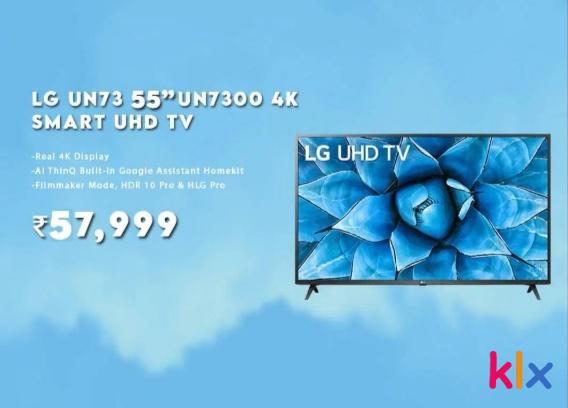 LG UN73 55” UN7300 4K
SMART UHD TV
-Real 4K Display
-AI ThinQ Built-in Google Assistant Homekit
-Filmmaker Mode, HDR 10 Pro & HLG Pro
₹57,999
LG UHD TV
klx